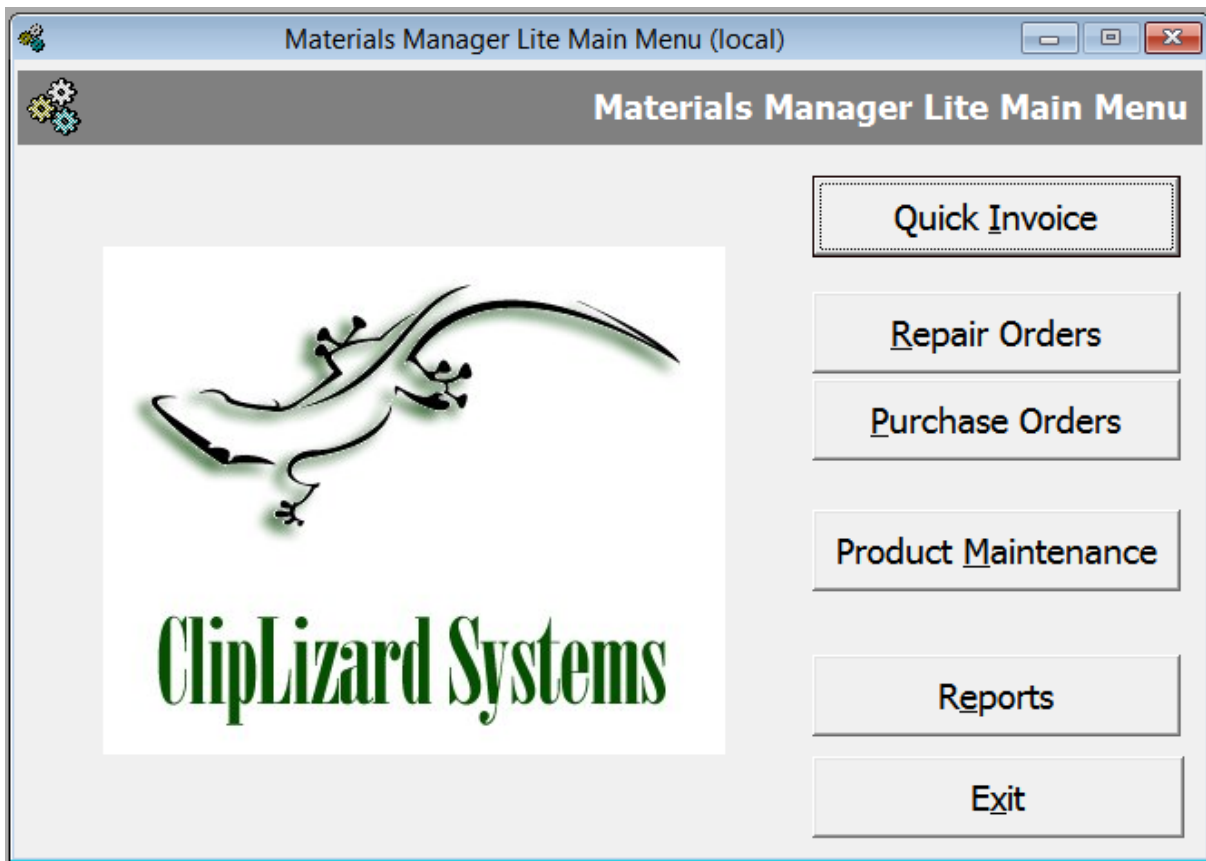 Materials Manager Lite Main Menu (local)
Materials Manager Lite Main Menu
Quick Invoice
Repair Orders
Purchase Orders
Product Maintenance
ClipLizard Systems
Reports
Exit